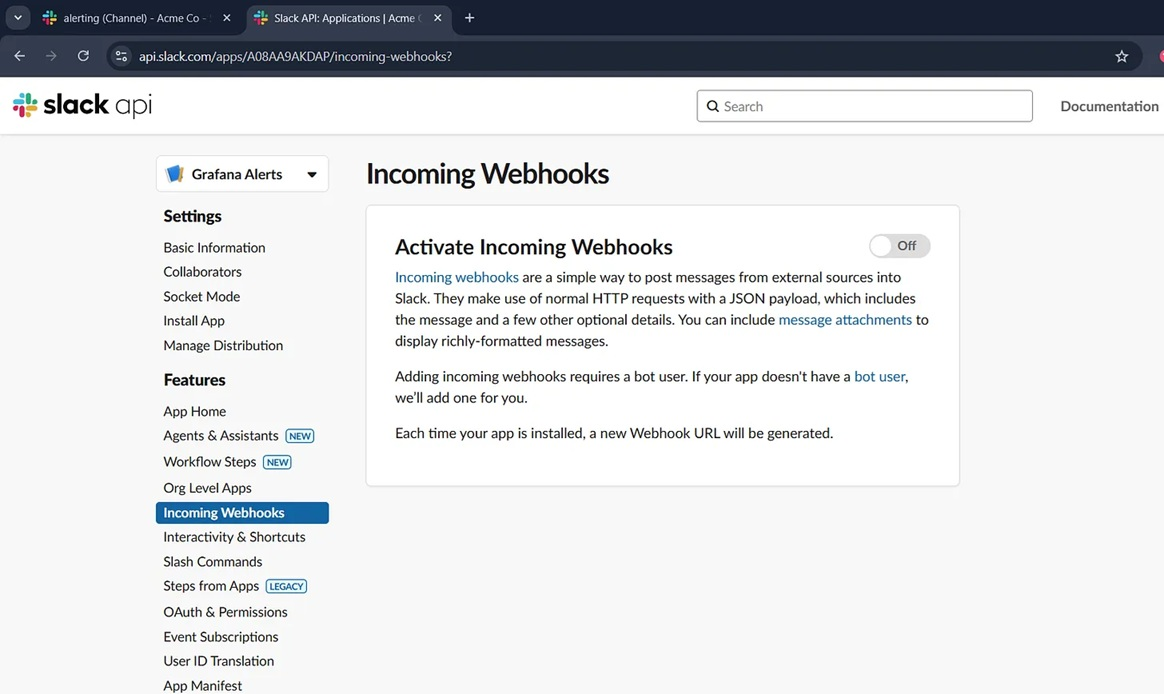 alerting (Channel) - Acme Co -
Slack API: Applications | Acme
api.slack.com/apps/A08AA9AKDAP/incoming-webhooks?
slack api
Search
Documentation
Grafana Alerts
Incoming Webhooks
Settings
Basic Information
Collaborators
Socket Mode
Install App
Manage Distribution
Features
App Home
Agents & Assistants NEW
Workflow Steps NEW
Org Level Apps
Incoming Webhooks
Interactivity & Shortcuts
Slash Commands
Steps from Apps LEGACY
OAuth & Permissions
Event Subscriptions
User ID Translation
App Manifest
Activate Incoming Webhooks
Off
Incoming webhooks are a simple way to post messages from external sources into
Slack. They make use of normal HTTP requests with a JSON payload, which includes
the message and a few other optional details. You can include message attachments to
display richly-formatted messages.
Adding incoming webhooks requires a bot user. If your app doesn't have a bot user,
we'll add one for you.
Each time your app is installed, a new Webhook URL will be generated.